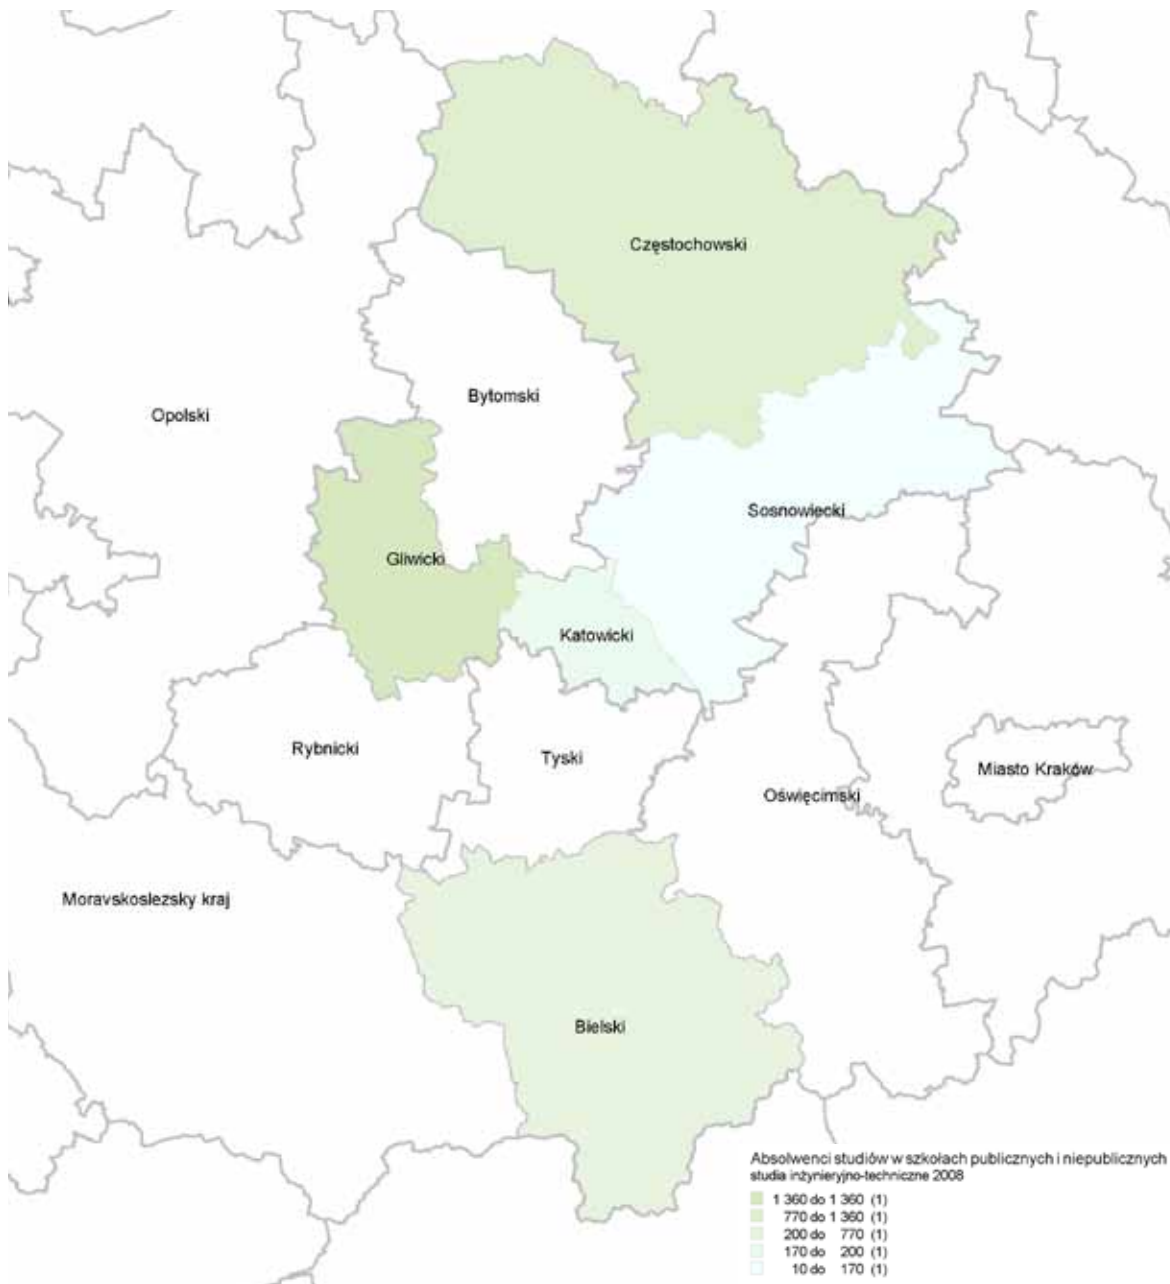 Częstochowski
Bytomski
Opolski
Sosnowiecki
Gliwicki
Katowicki
Rybnicki
Tyski
Miasto Kraków
Oświęcimski
Moravskoslezsky kraj
Bielski
Absolwenci studiów w szkołach publicznych i niepublicznych
studia inżynieryjno-techniczne 2008
1 360 do 1 360 (1)
770 do 1 360 (1)
200 do 770 (1)
170 do 200 (1)
10 do 170 (1)